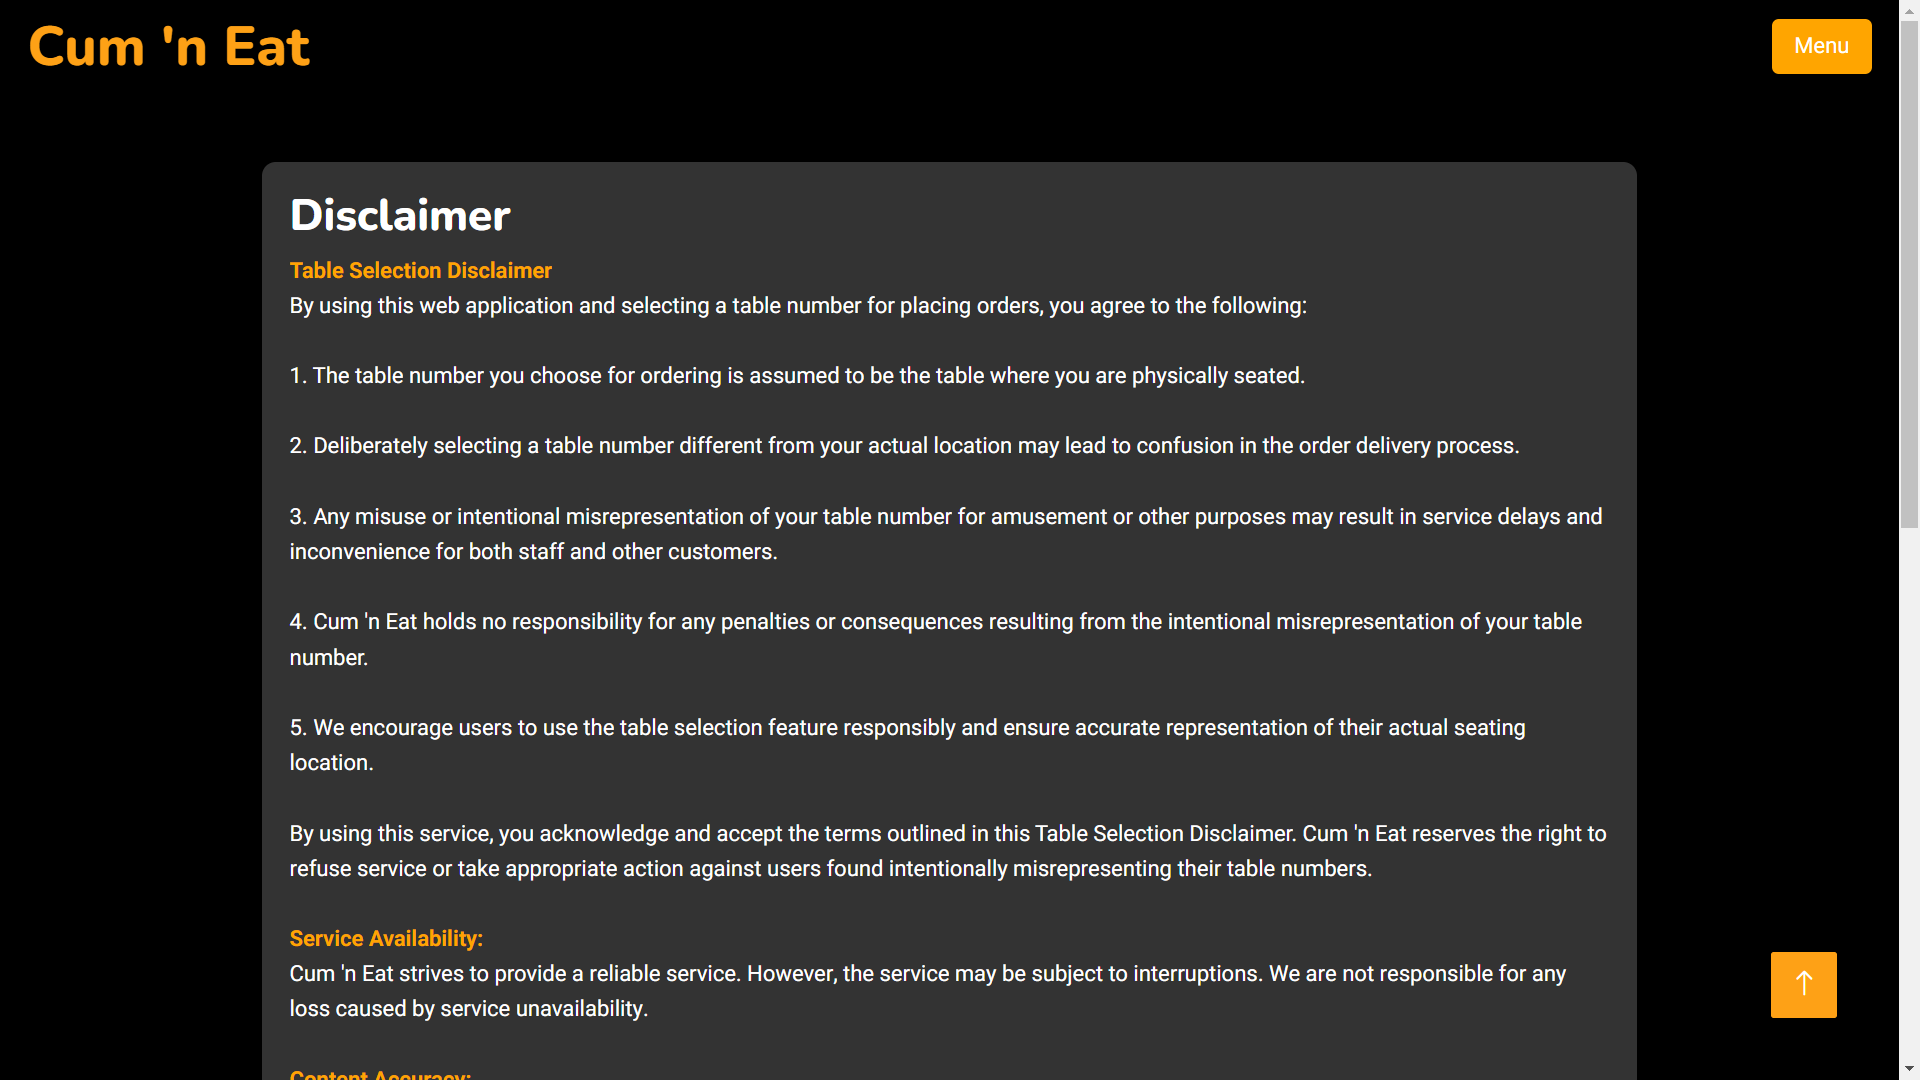 Cum 'n Eat
Menu
Disclaimer
Table Selection Disclaimer
By using this web application and selecting a table number for placing orders, you agree to the following:
1. The table number you choose for ordering is assumed to be the table where you are physically seated.
2. Deliberately selecting a table number different from your actual location may lead to confusion in the order delivery process.
3. Any misuse or intentional misrepresentation of your table number for amusement or other purposes may result in service delays and
inconvenience for both staff and other customers.
4. Cum 'n Eat holds no responsibility for any penalties or consequences resulting from the intentional misrepresentation of your table
number.
5. We encourage users to use the table selection feature responsibly and ensure accurate representation of their actual seating
location.
By using this service, you acknowledge and accept the terms outlined in this Table Selection Disclaimer. Cum 'n Eat reserves the right to
refuse service or take appropriate action against users found intentionally misrepresenting their table numbers.
Service Availability:
Cum 'n Eat strives to provide a reliable service. However, the service may be subject to interruptions. We are not responsible for any
loss caused by service unavailability.
Content Accuracy: